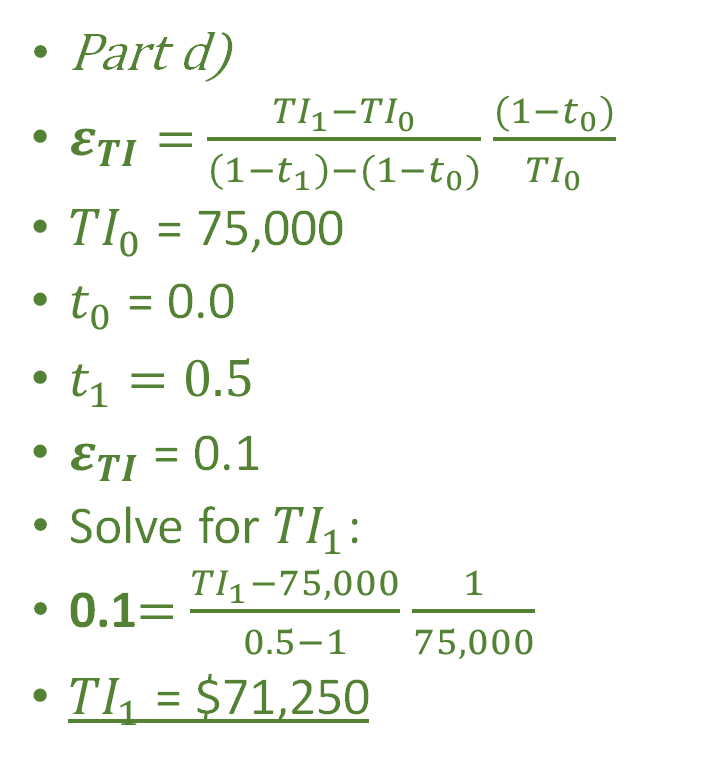 • Part d)
• ε_TI = (TI₁−TI₀)/((1−t₁)−(1−t₀)) (1−t₀)/TI₀
• TI₀ = 75,000
• t₀ = 0.0
• t₁ = 0.5
• ε_TI = 0.1
• Solve for TI₁:
• 0.1= (TI₁−75,000)/(0.5−1) 1/75,000
• TI₁ = $71,250